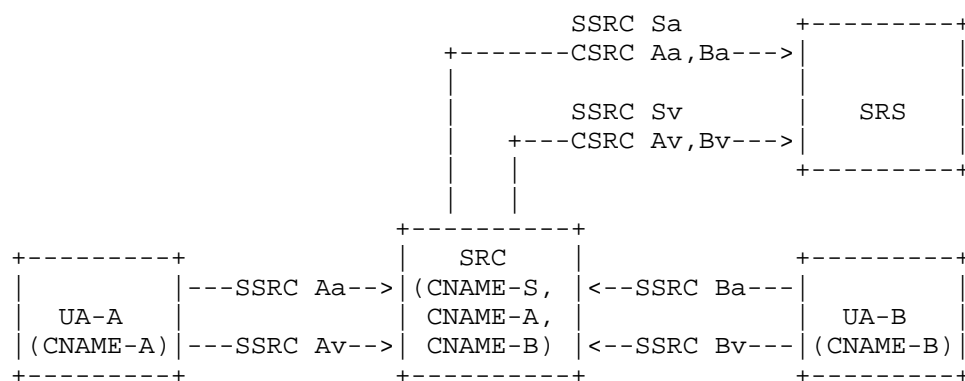 SSRC Sa
CSRC Aa,Ba
SSRC Sv
SRS
CSRC Av,Bv
SRC
SSRC Aa
(CNAME-S,
SSRC Ba
UA-A
CNAME-A,
UA-B
(CNAME-A)
SSRC Av
CNAME-B)
SSRC Bv
(CNAME-B)